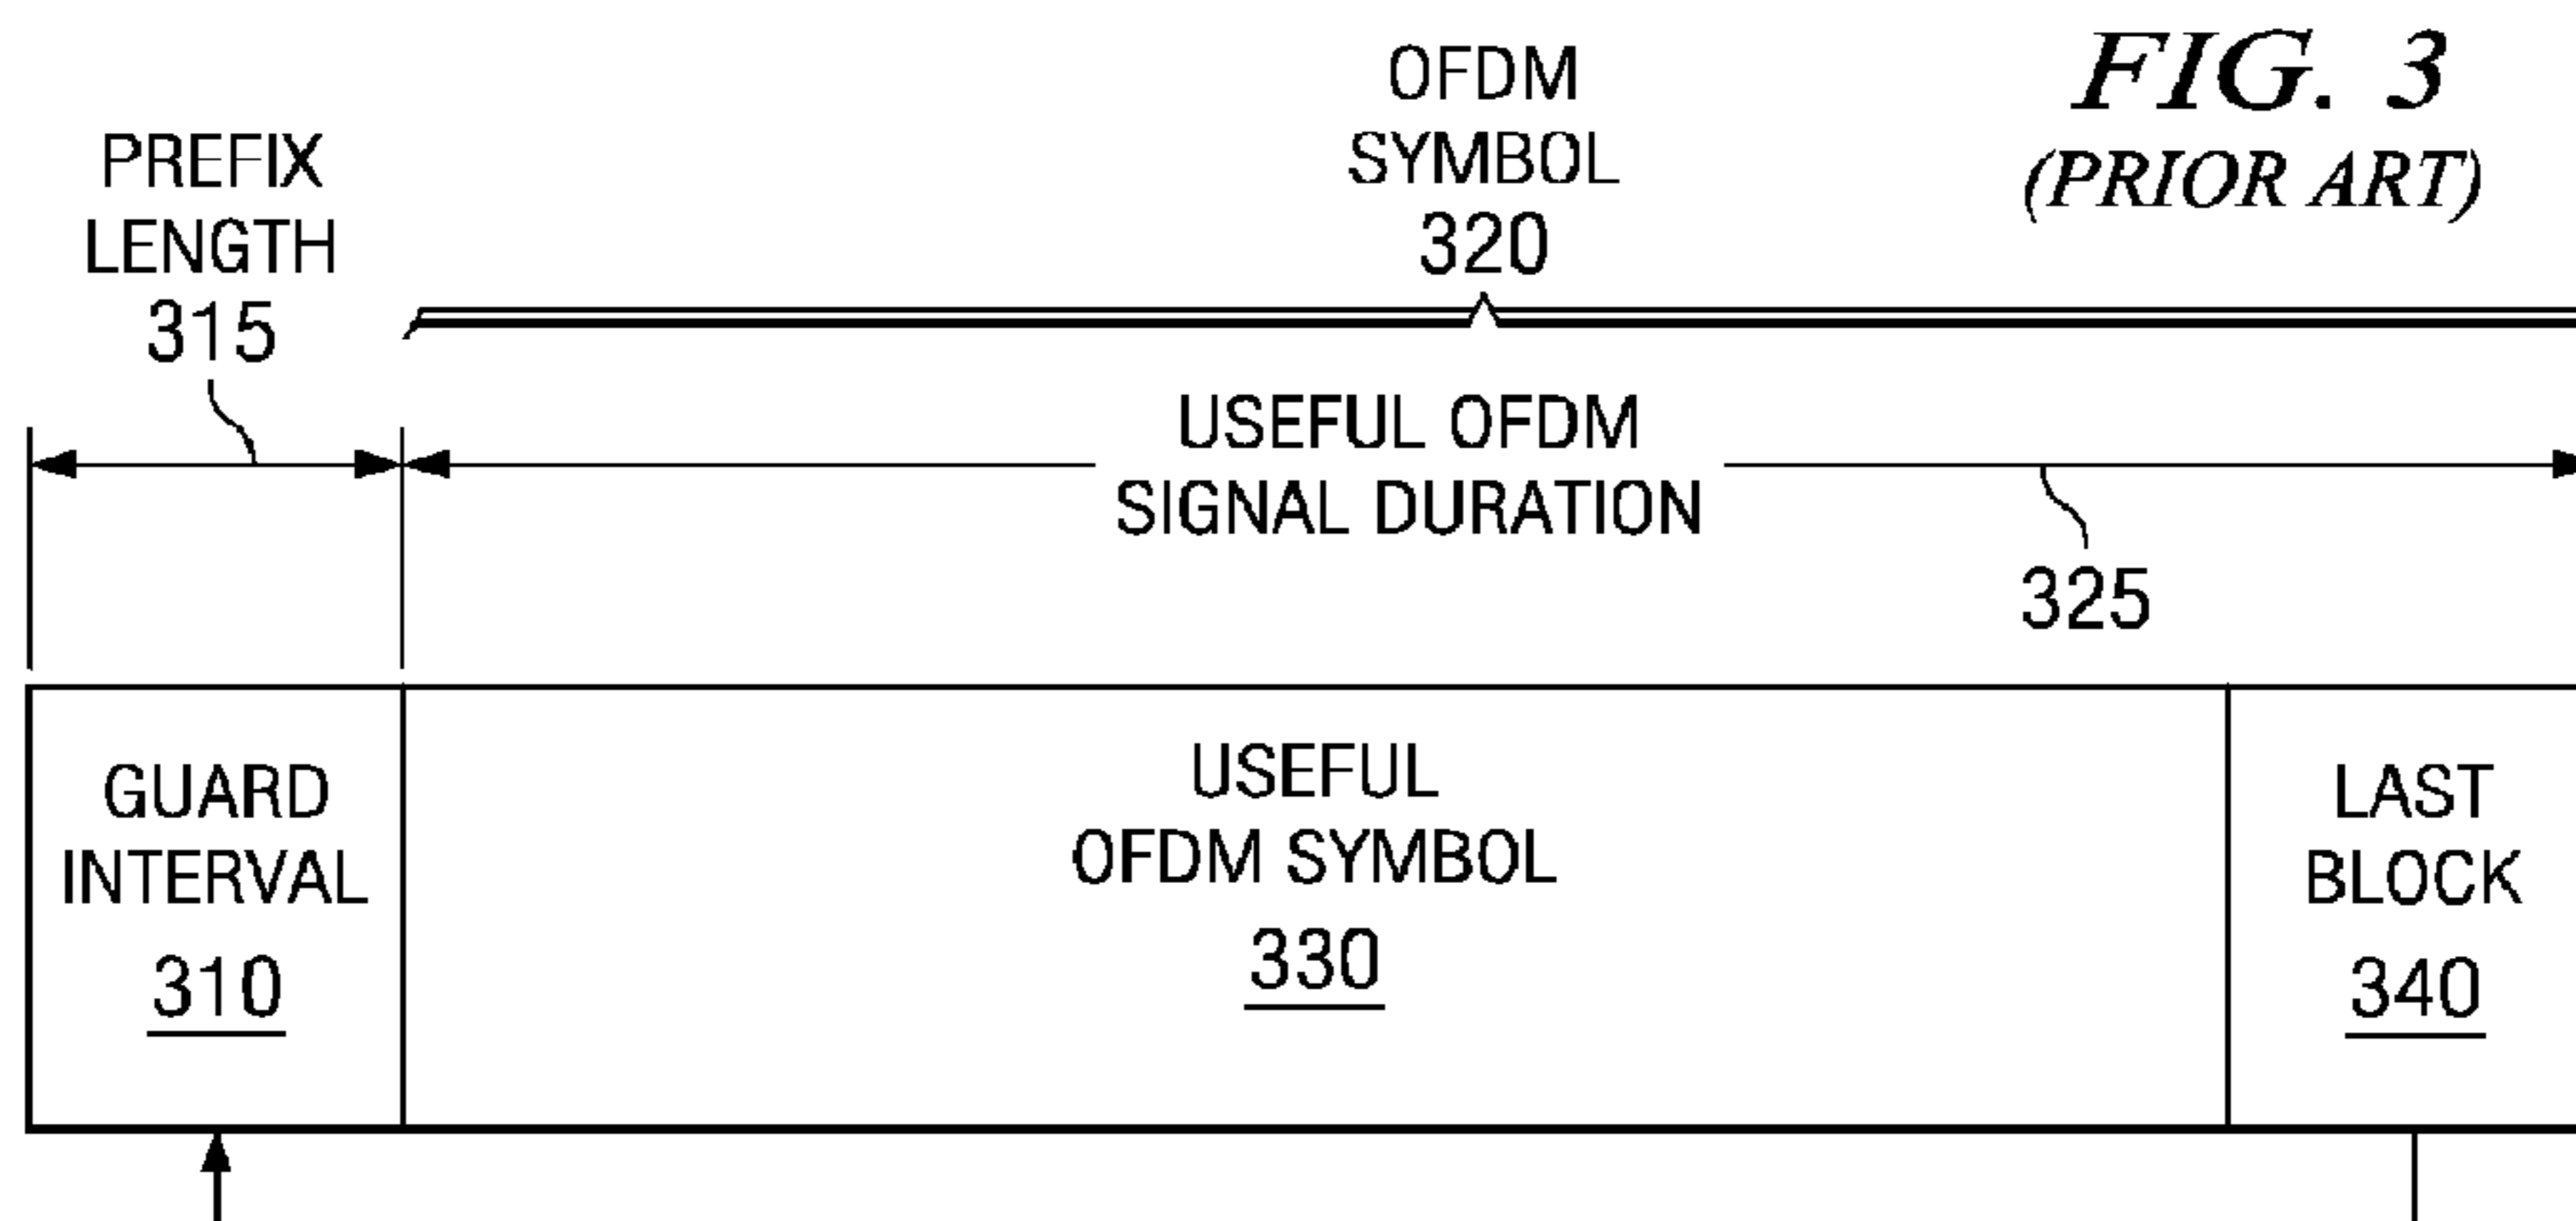 FIG. 3
(PRIOR ART)
OFDM
SYMBOL
320
PREFIX
LENGTH
315
USEFUL OFDM
SIGNAL DURATION
325
GUARD
INTERVAL
310
USEFUL
OFDM SYMBOL
330
LAST
BLOCK
340